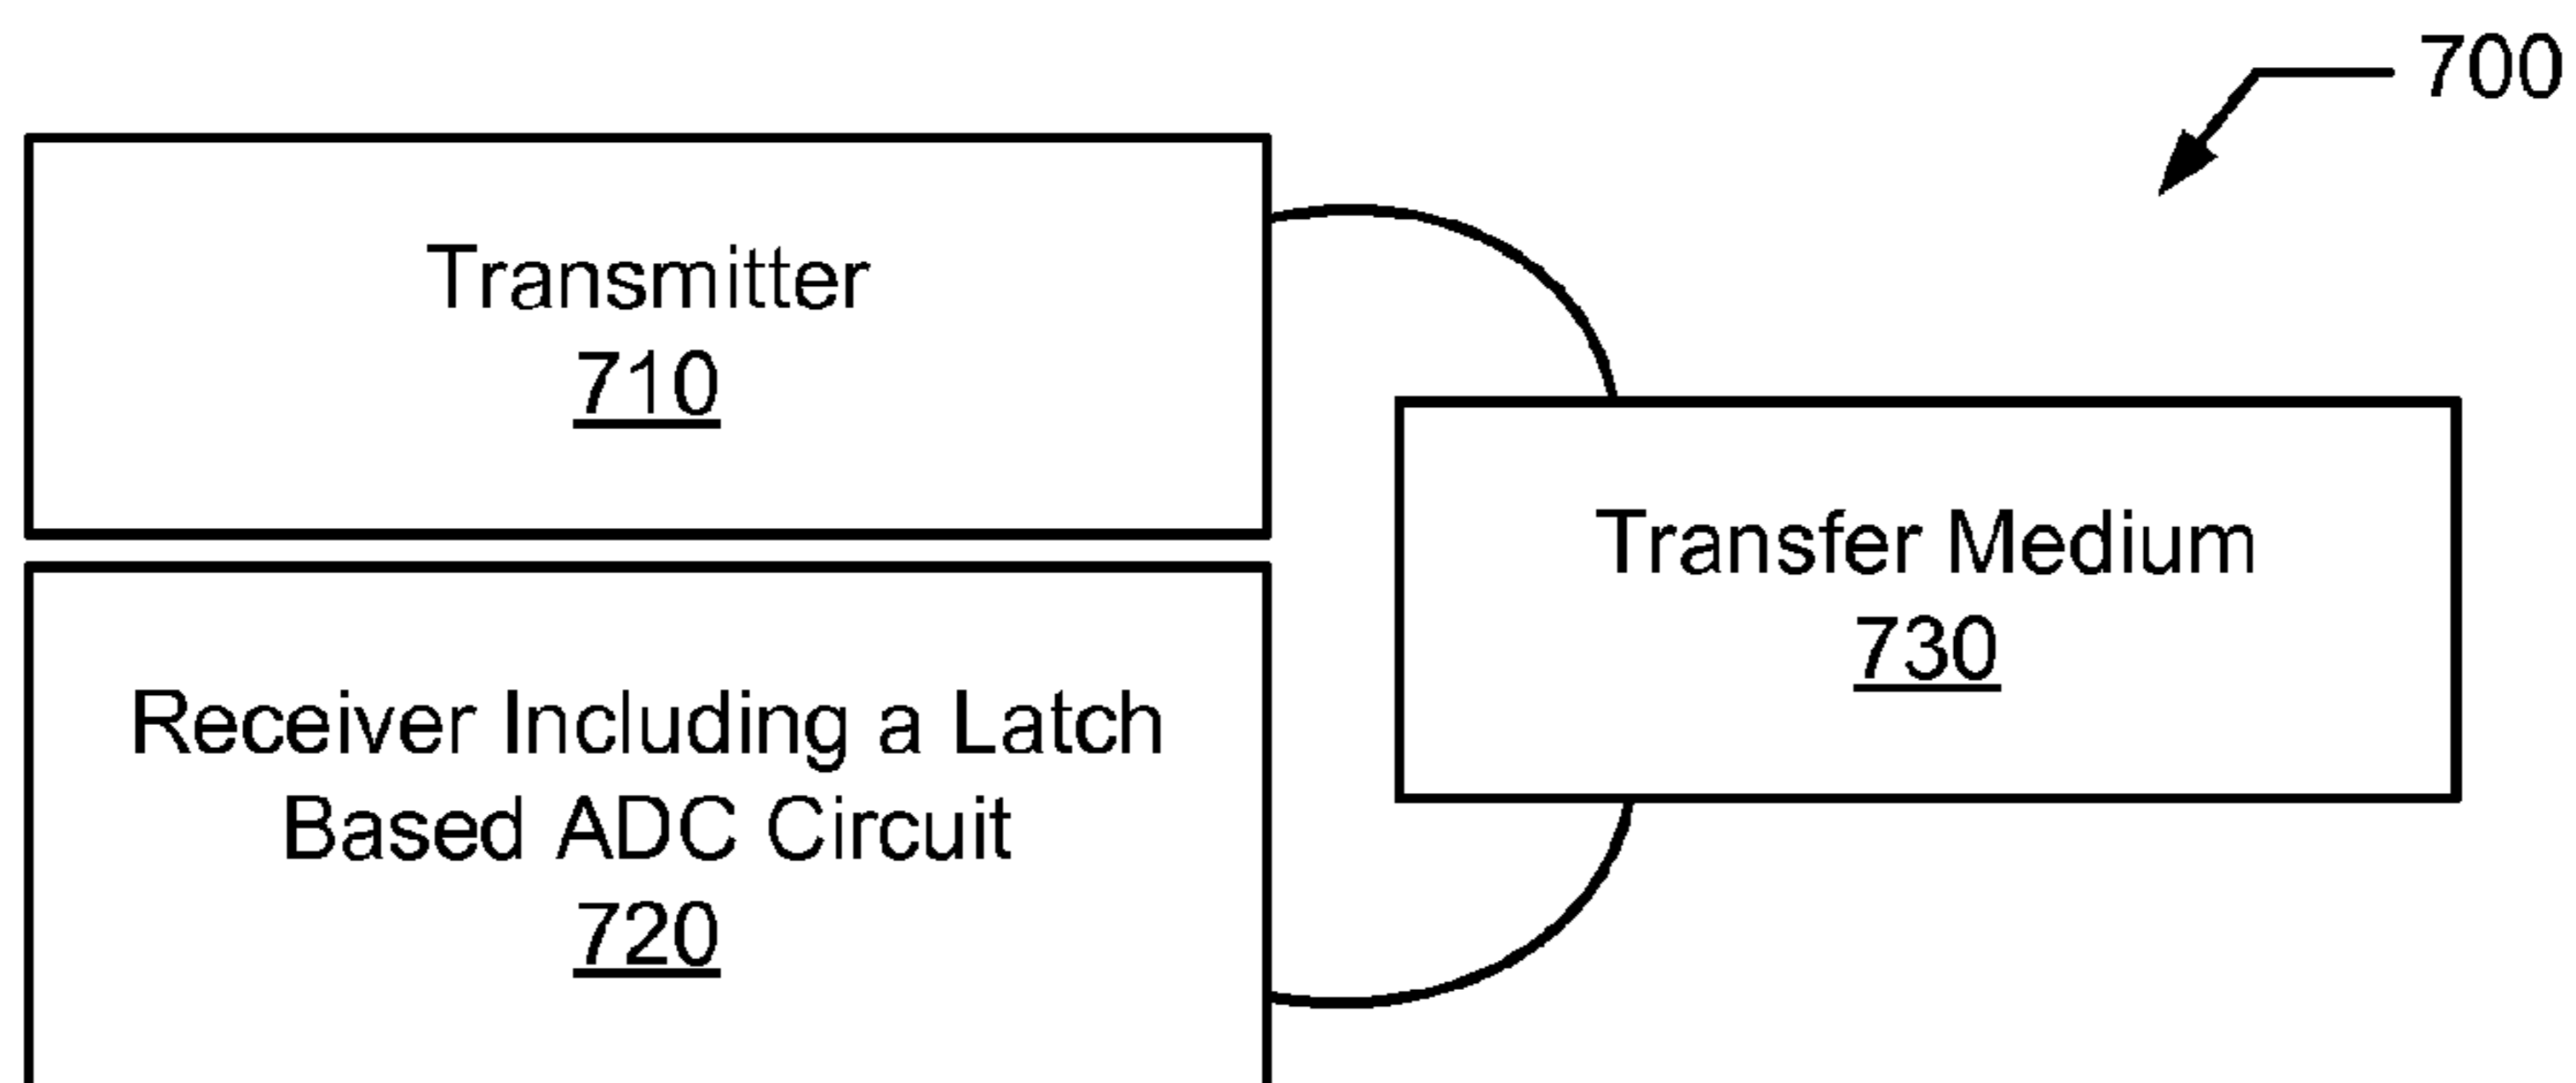 700
Transmitter
710
Transfer Medium
730
Receiver Including a Latch
Based ADC Circuit
720